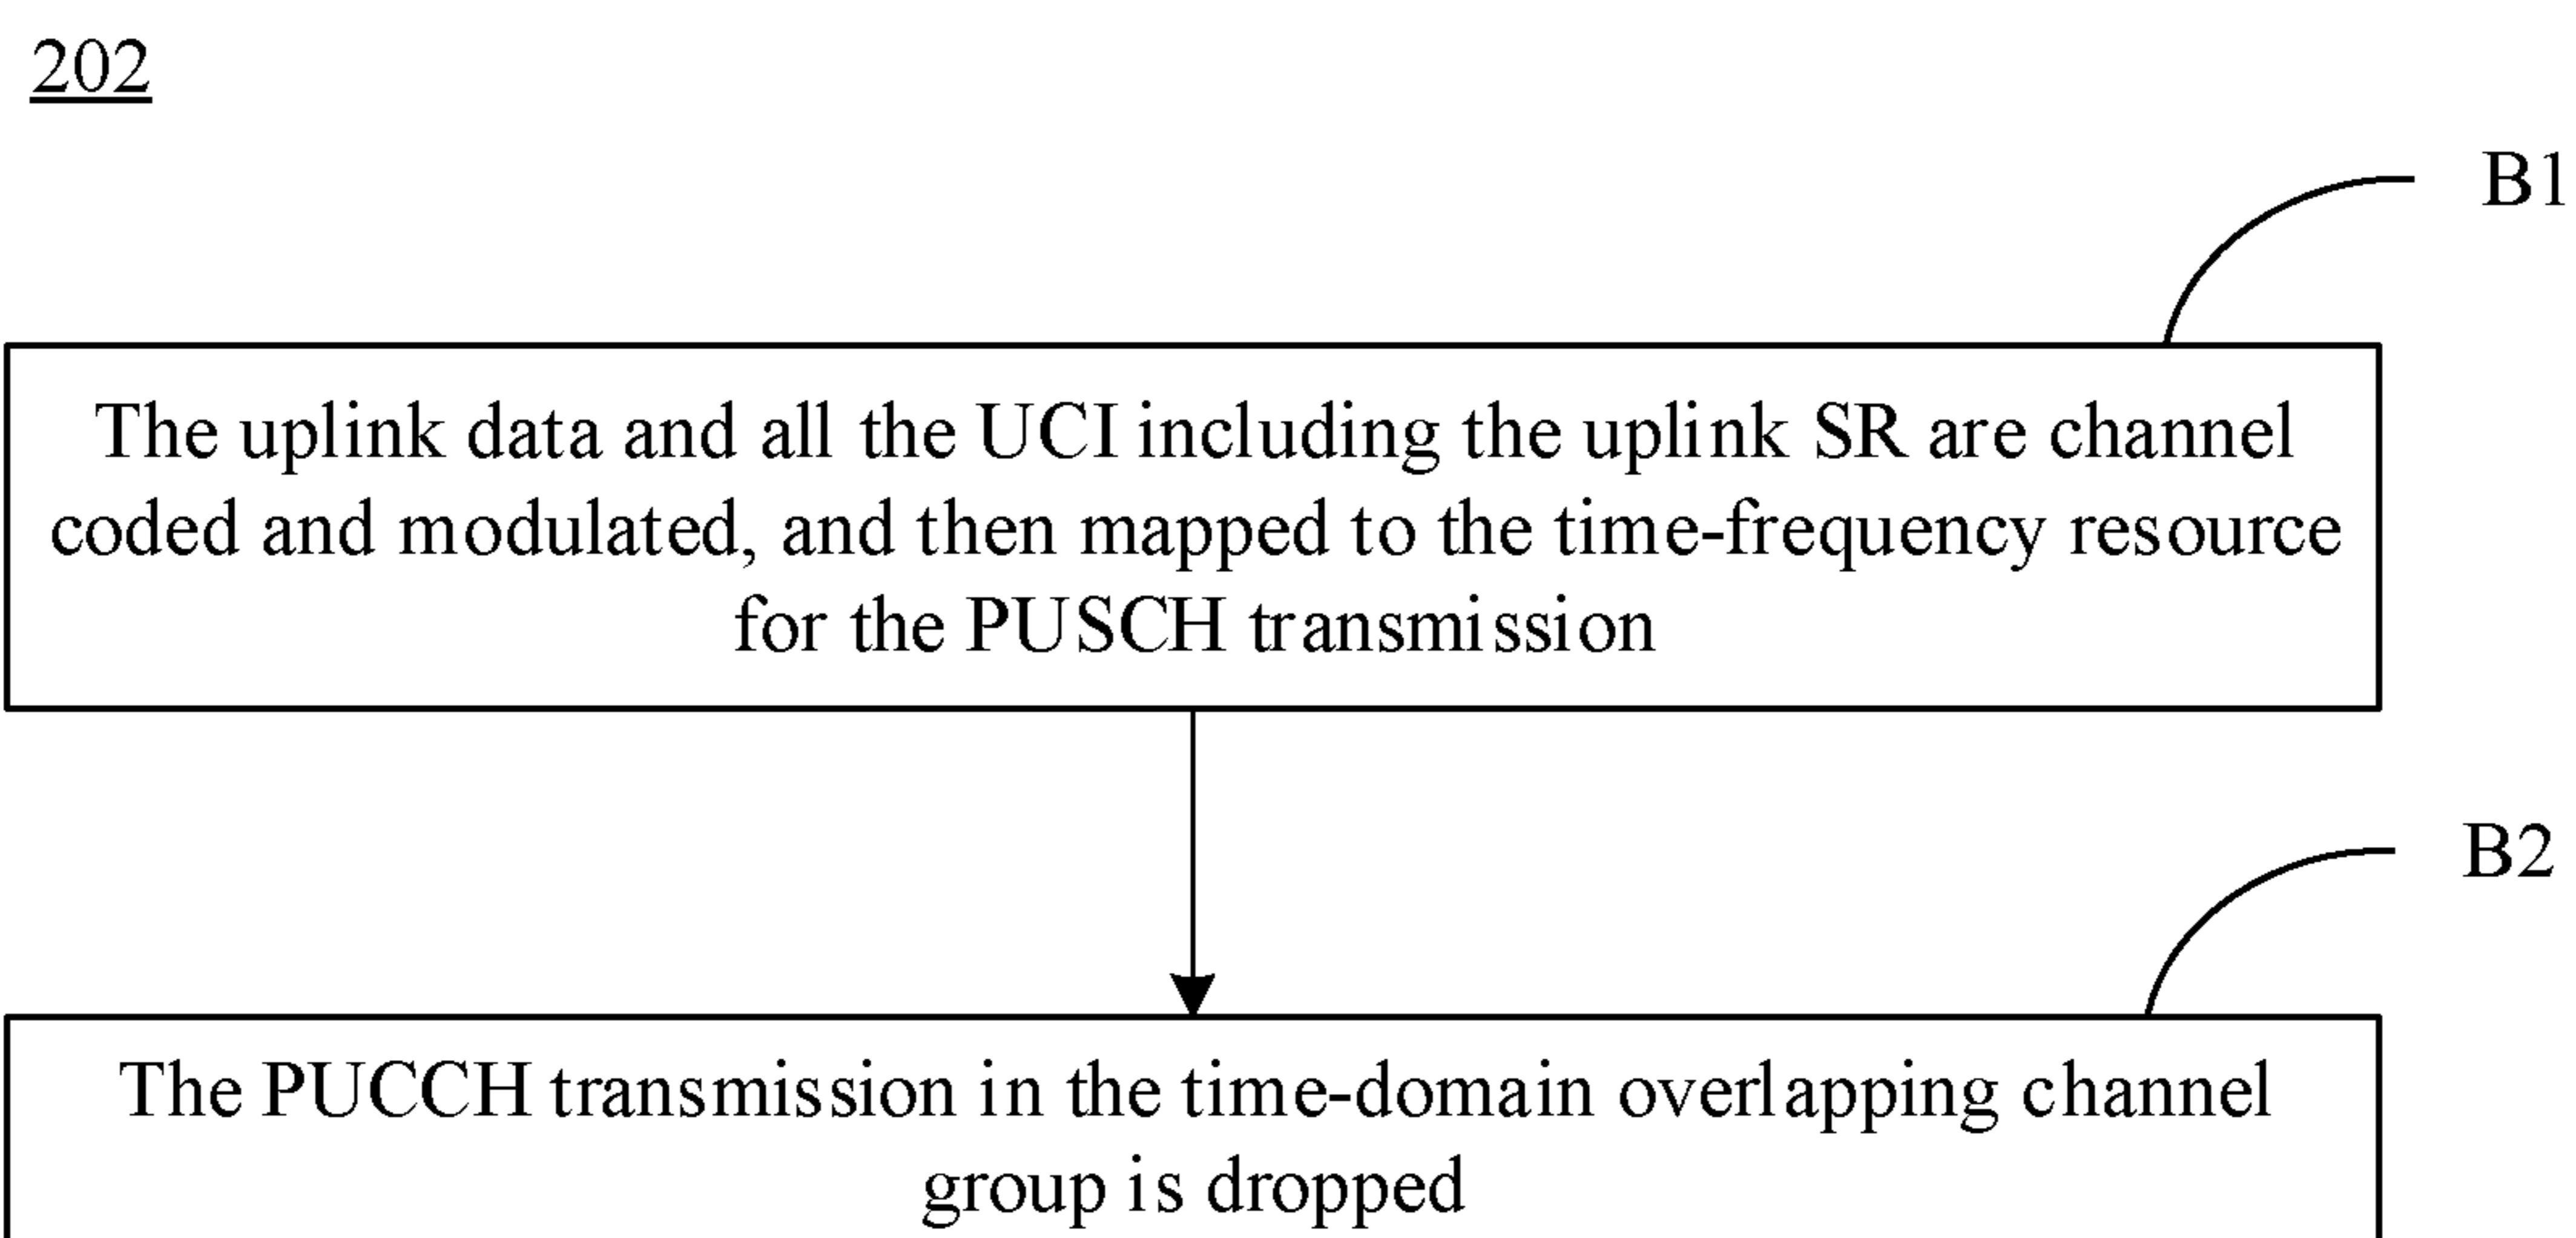 202
B1
The uplink data and all the UCI including the uplink SR are channel
coded and modulated, and then mapped to the time-frequency resource
for the PUSCH transmission
B2
The PUCCH transmission in the time-domain overlapping channel
group is dropped